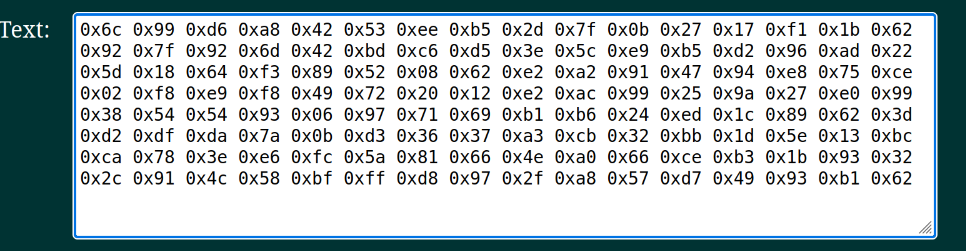 Text:
0x6c 0x99 0xd6 0xa8 0x42 0x53 0xee 0xb5 0x2d 0x7f 0x0b 0x27 0x17 0xf1 0x1b 0x62
0x92 0x7f 0x92 0x6d 0x42 0xbd 0xc6 0xd5 0x3e 0x5c 0xe9 0xb5 0xd2 0x96 0xad 0x22
0x5d 0x18 0x64 0xf3 0x89 0x52 0x08 0x62 0xe2 0xa2 0x91 0x47 0x94 0xe8 0x75 0xce
0x02 0xf8 0xe9 0xf8 0x49 0x72 0x20 0x12 0xe2 0xac 0x99 0x25 0x9a 0x27 0xe0 0x99
0x38 0x54 0x54 0x93 0x06 0x97 0x71 0x69 0xb1 0xb6 0x24 0xed 0x1c 0x89 0x62 0x3d
0xd2 0xdf 0xda 0x7a 0x0b 0xd3 0x36 0x37 0xa3 0xcb 0x32 0xbb 0x1d 0x5e 0x13 0xbc
0xca 0x78 0x3e 0xe6 0xfc 0x5a 0x81 0x66 0x4e 0xa0 0x66 0xce 0xb3 0x1b 0x93 0x32
0x2c 0x91 0x4c 0x58 0xbf 0xff 0xd8 0x97 0x2f 0xa8 0x57 0xd7 0x49 0x93 0xb1 0x62